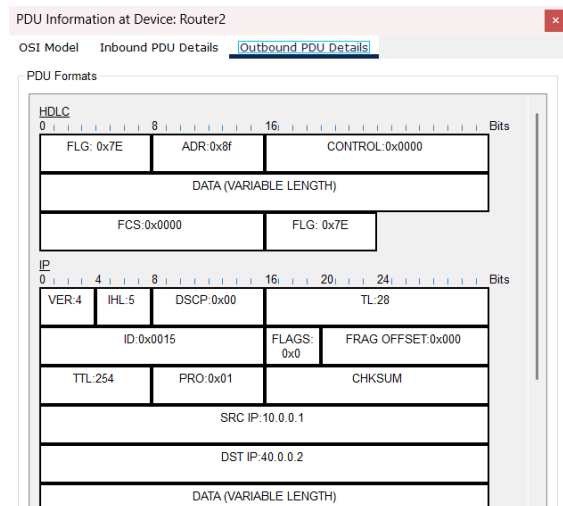 PDU Information at Device: Router2
×
OSI Model Inbound PDU Details Outbound PDU Details
PDU Formats
HDLC
0 8 16 Bits
FLG: 0x7E ADR:0x8f CONTROL:0x0000
DATA (VARIABLE LENGTH)
FCS:0x0000 FLG: 0x7E
IP
0 4 8 16 20 24 Bits
VER:4 IHL:5 DSCP:0x00 TL:28
ID:0x0015 FLAGS: 0x0 FRAG OFFSET:0x000
TTL:254 PRO:0x01 CHKSUM
SRC IP:10.0.0.1
DST IP:40.0.0.2
DATA (VARIABLE LENGTH)